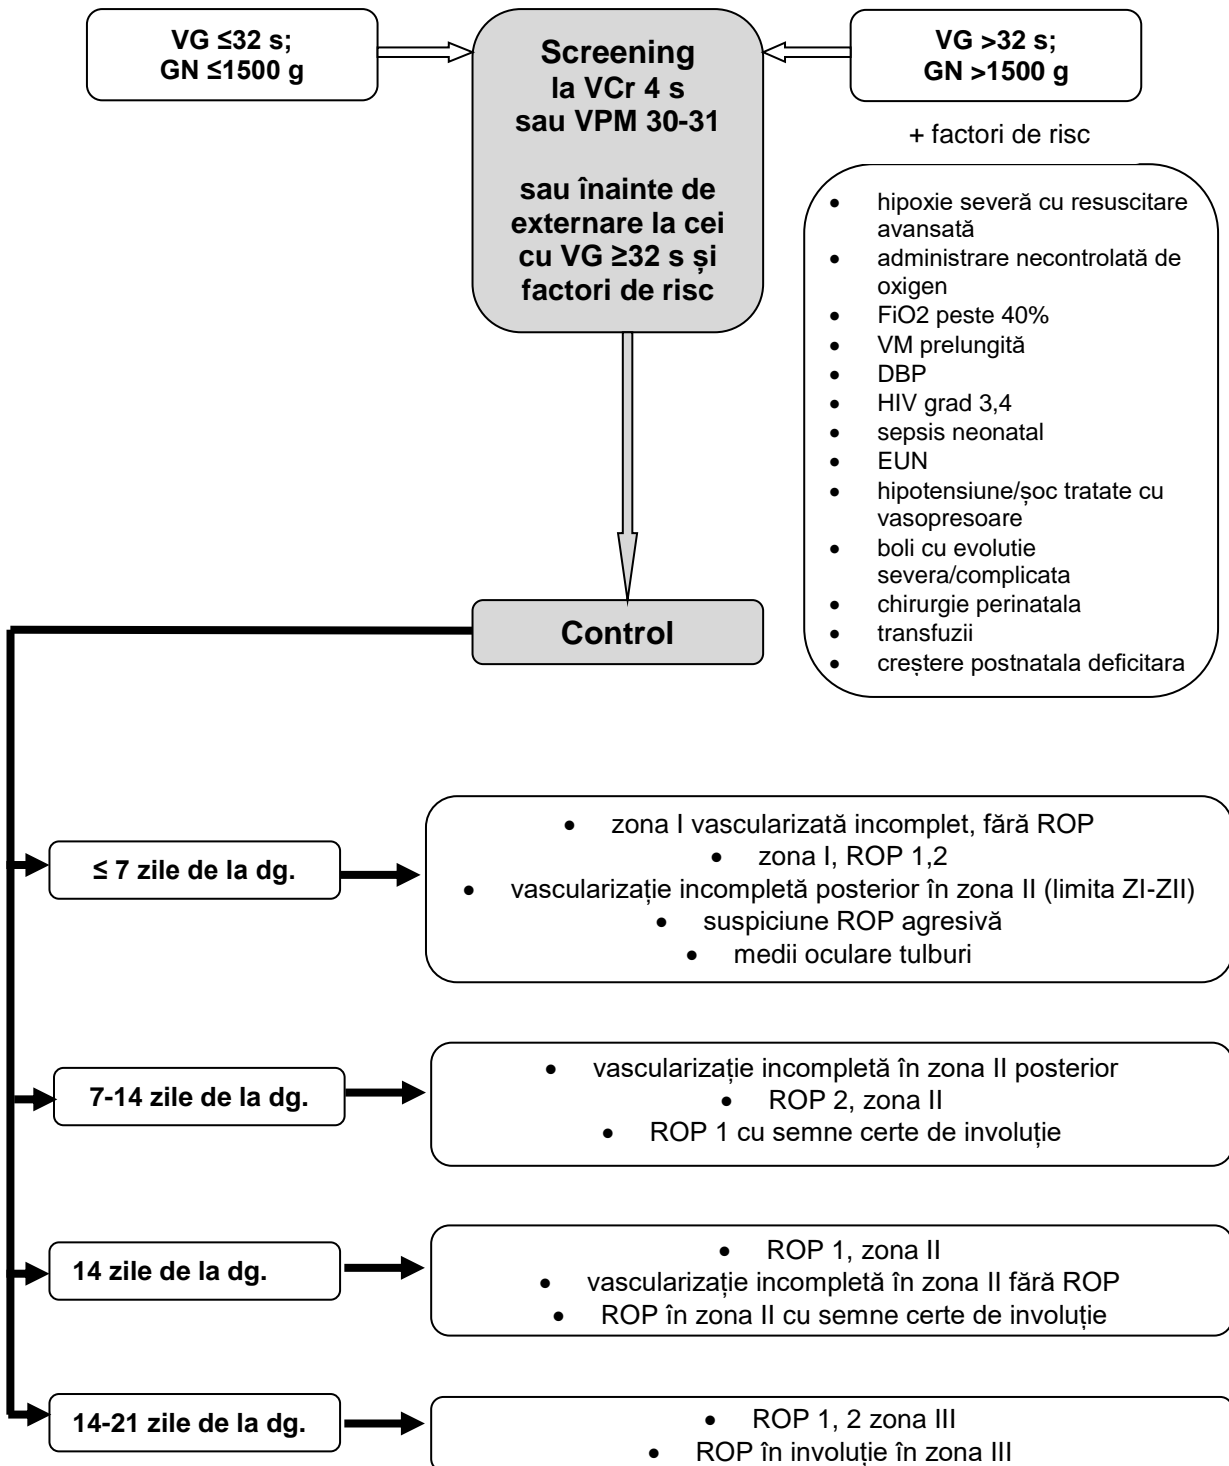 VG ≤32 s;
GN ≤1500 g
Screening
la VCr 4 s
sau VPM 30-31
sau înainte de
externare la cei
cu VG ≥32 s și
factori de risc
VG >32 s;
GN >1500 g
+ factori de risc
• hipoxie severă cu resuscitare
avansată
• administrare necontrolată de
oxigen
• FiO2 peste 40%
• VM prelungită
• DBP
• HIV grad 3,4
• sepsis neonatal
• EUN
• hipotensiune/șoc tratate cu
vasopresoare
• boli cu evolutie
severa/complicata
• chirurgie perinatala
• transfuzii
• creștere postnatala deficitara
Control
≤ 7 zile de la dg.
• zona I vascularizată incomplet, fără ROP
• zona I, ROP 1,2
• vascularizație incompletă posterior în zona II (limita ZI-ZII)
• suspiciune ROP agresivă
• medii oculare tulburi
7-14 zile de la dg.
• vascularizație incompletă în zona II posterior
• ROP 2, zona II
• ROP 1 cu semne certe de involuție
14 zile de la dg.
• ROP 1, zona II
• vascularizație incompletă în zona II fără ROP
• ROP în zona II cu semne certe de involuție
14-21 zile de la dg.
• ROP 1, 2 zona III
• ROP în involuție în zona III